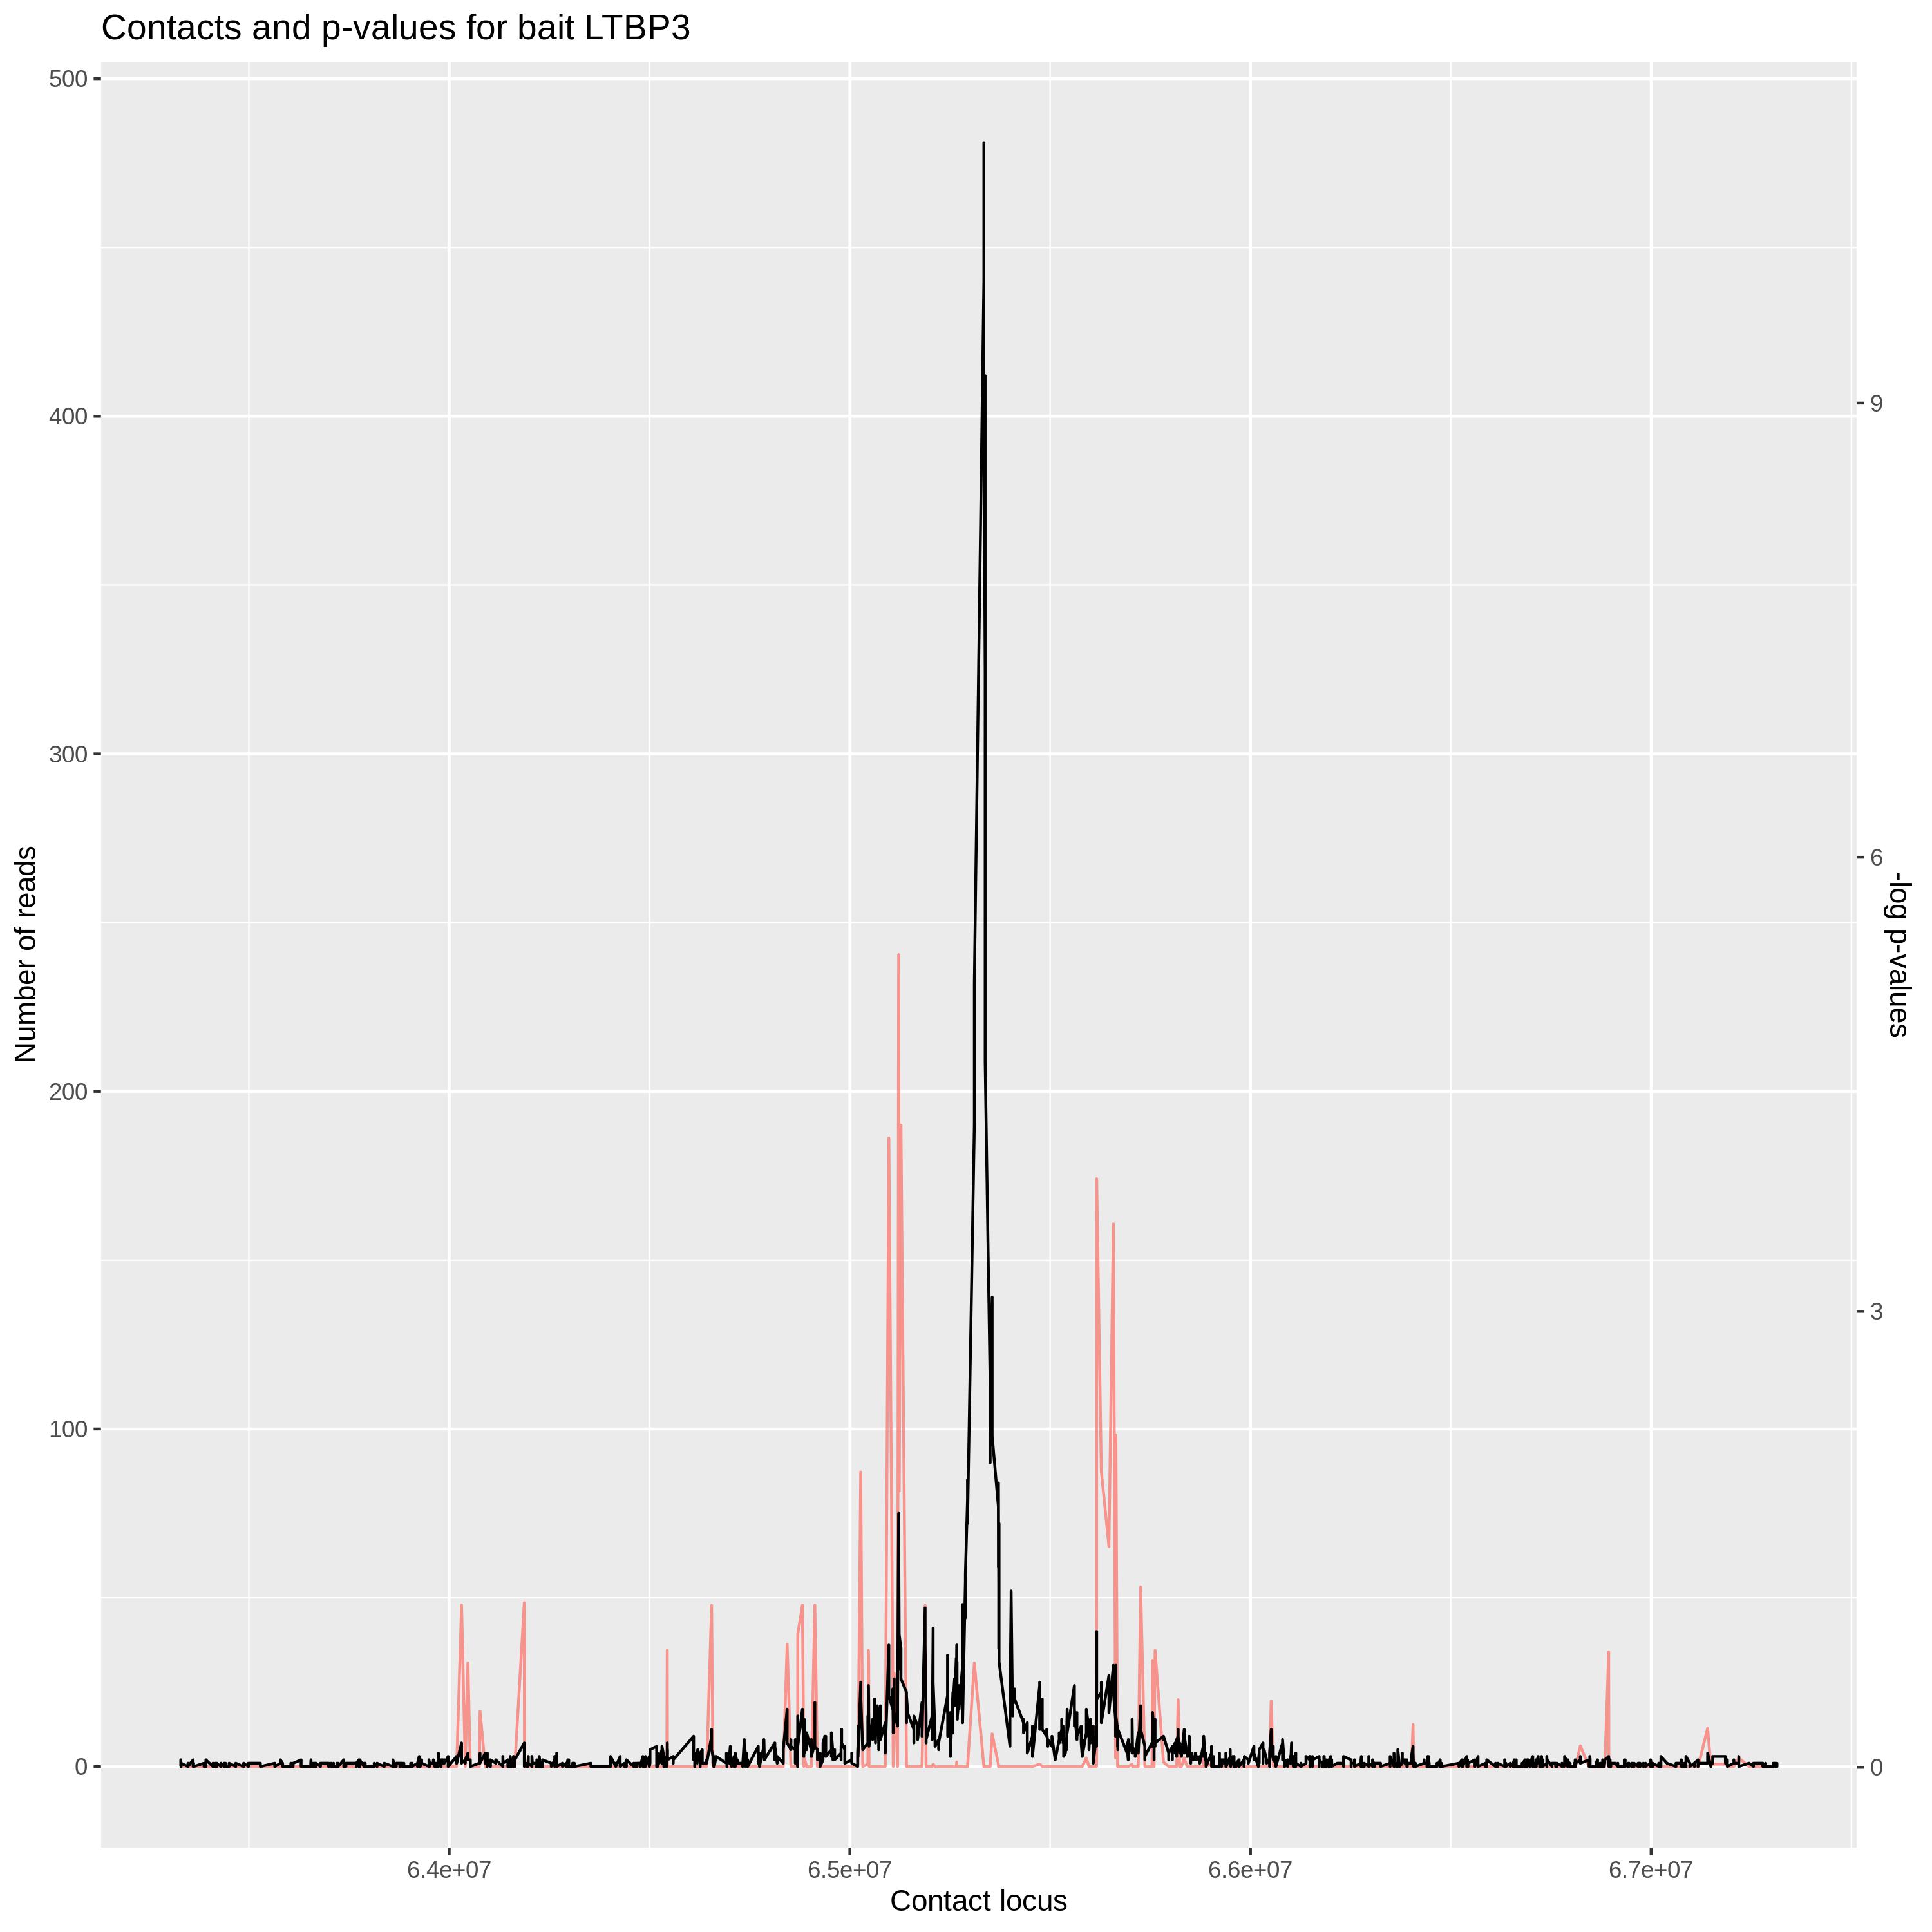 Contacts and p-values for bait LTBP3
500
400
300
200
100
0
Number of reads
9
6
3
0
-log p-values
6.4e+07
6.5e+07
6.6e+07
6.7e+07
Contact locus